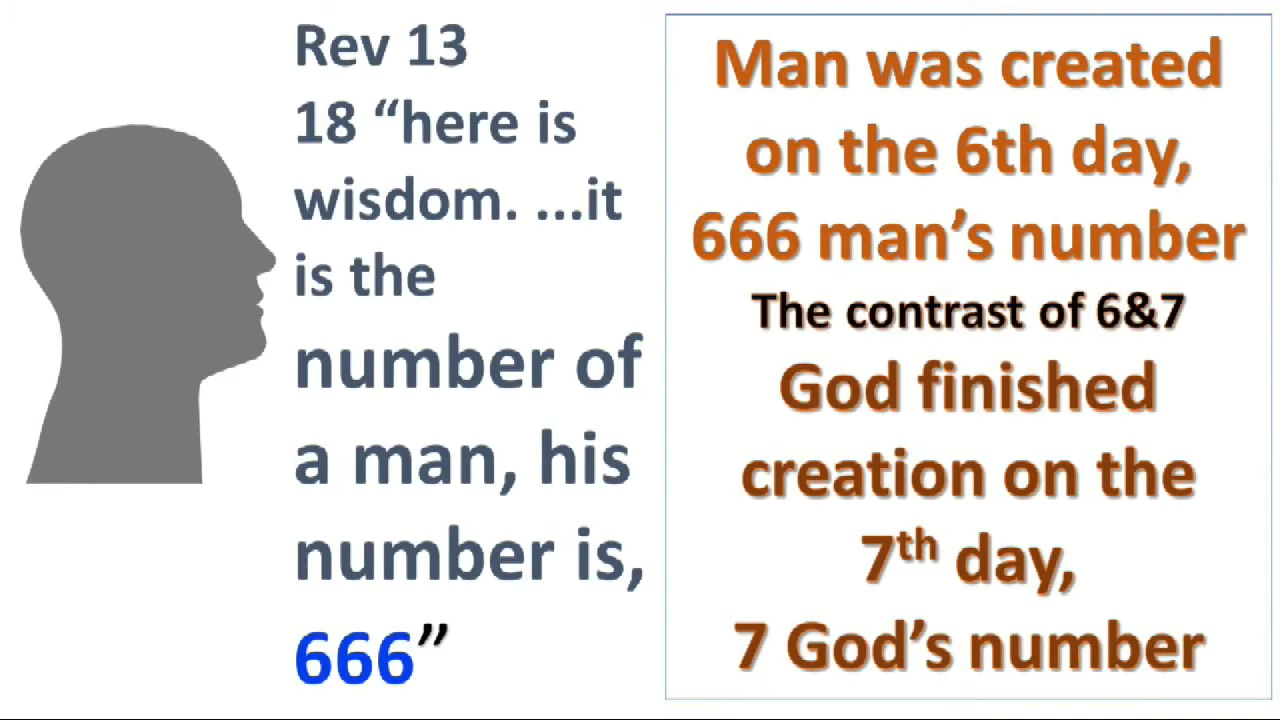 Rev 13
18 “here is
wisdom. ...it
is the
number of
a man, his
number is,
666”
Man was created
on the 6th day,
666 man’s number
The contrast of 6&7
God finished
creation on the
7th day,
7 God’s number